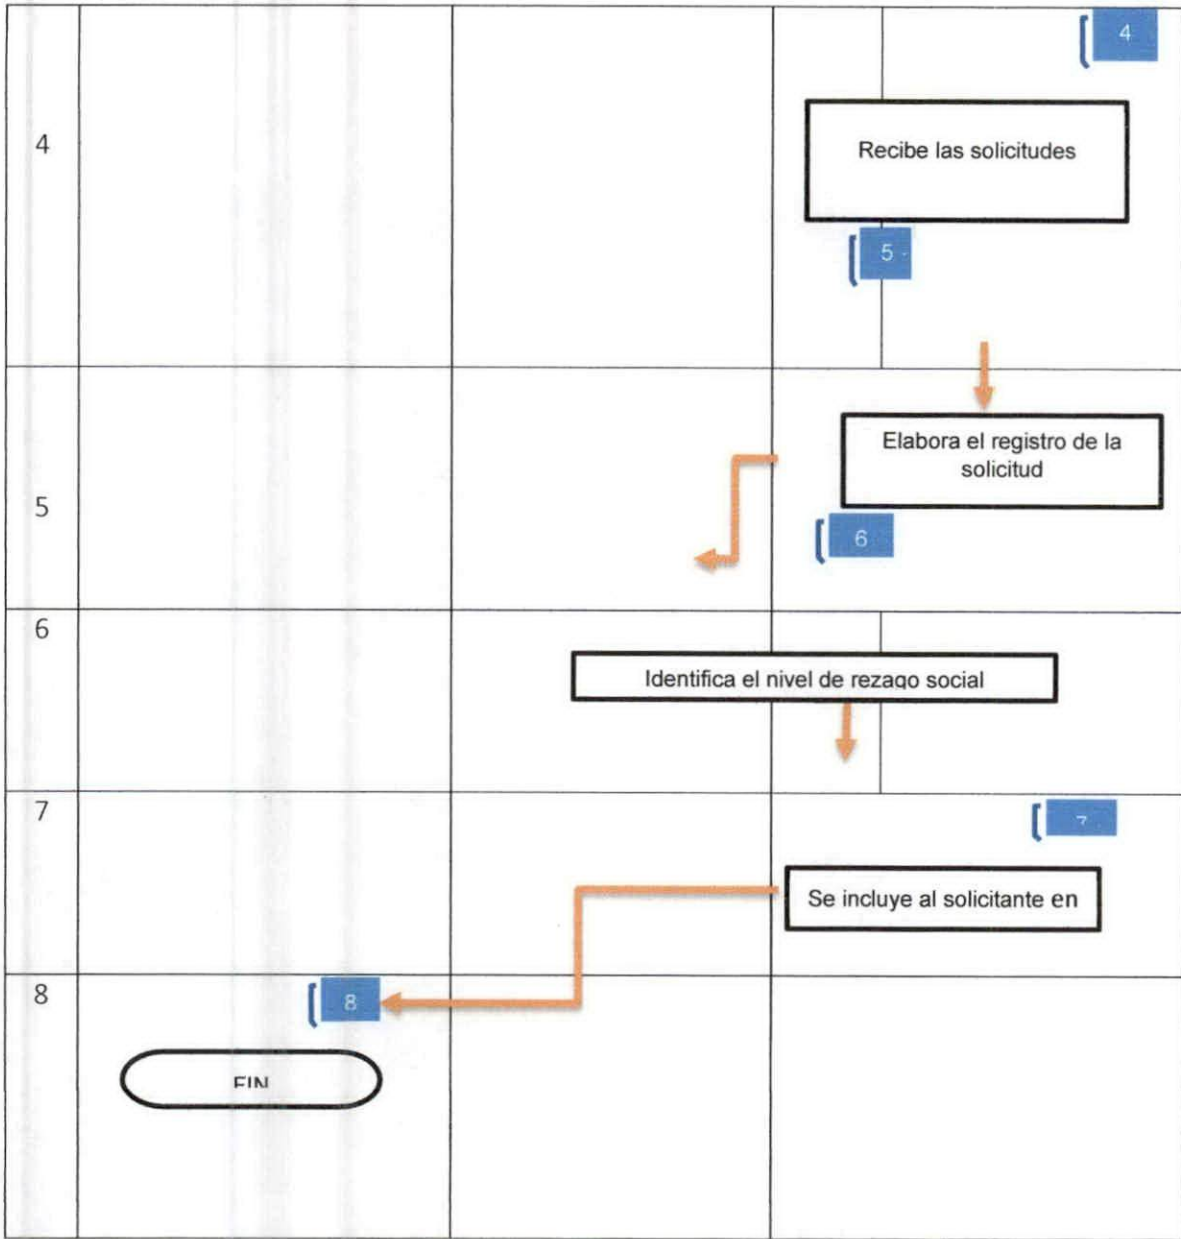 4
4
Recibe las solicitudes
5
Elabora el registro de la
solicitud
5
6
6
Identifica el nivel de rezago social
7
7
Se incluye al solicitante en
8
8
FIN